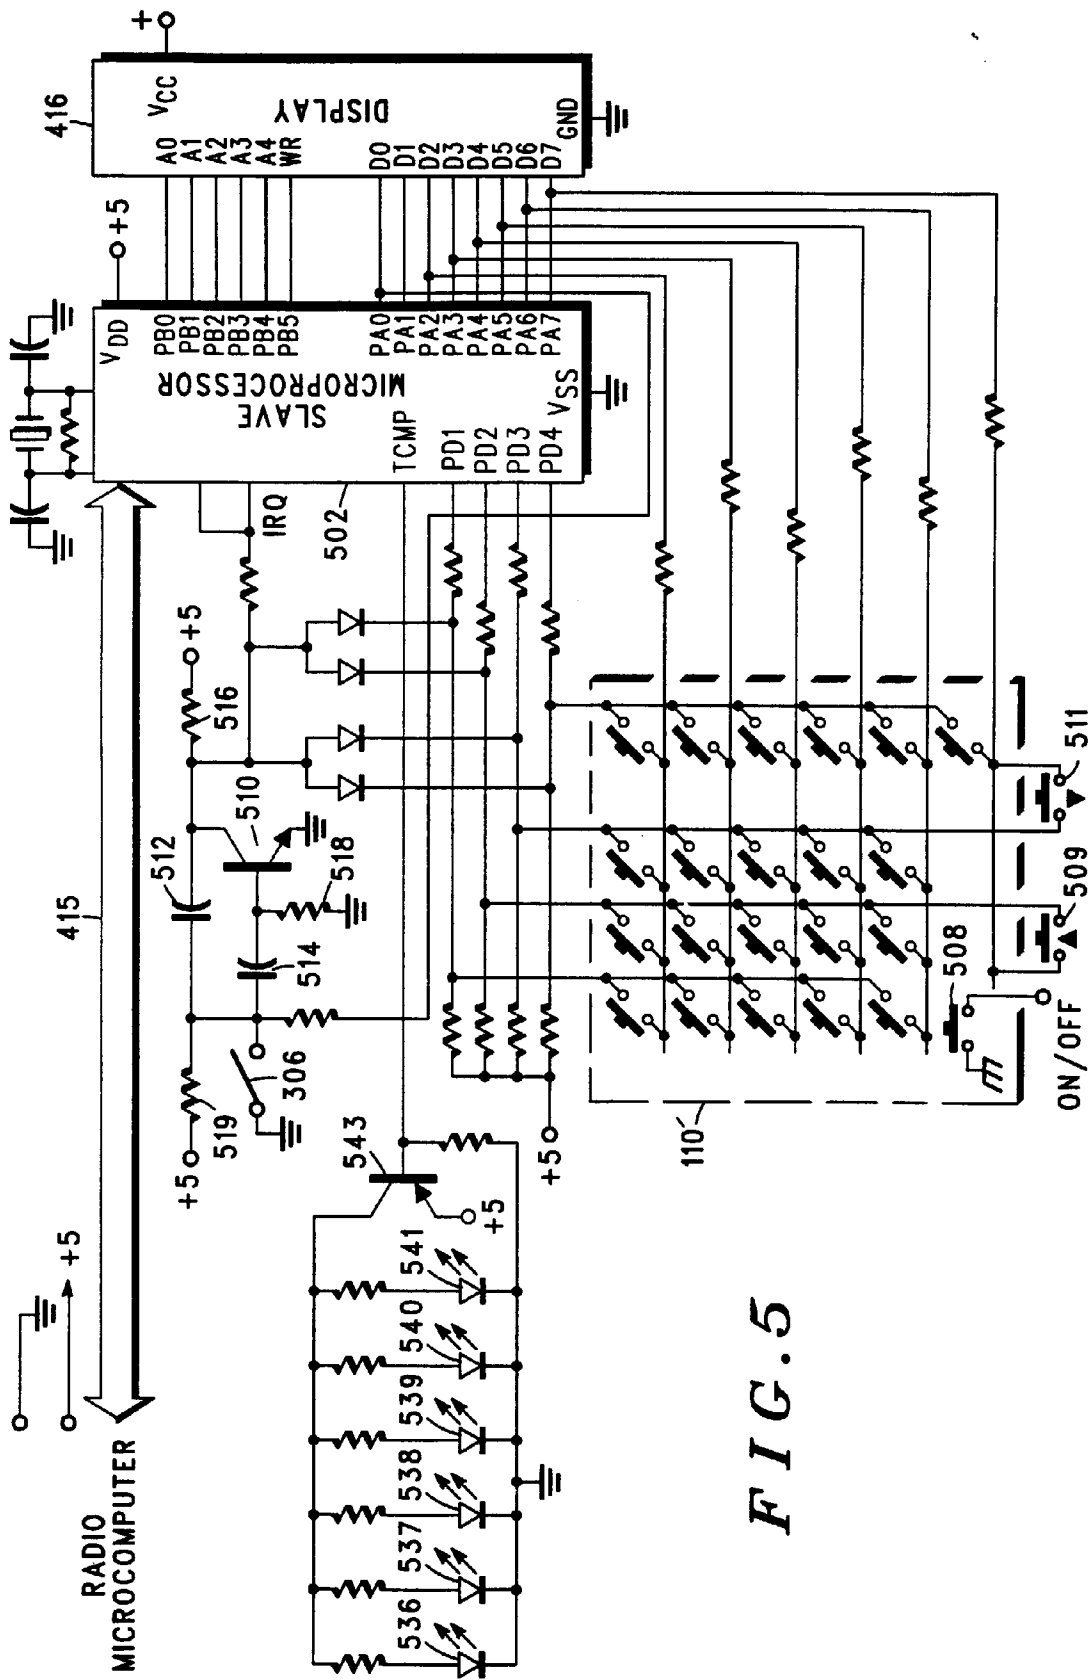 RADIO
MICROCOMPUTER
+5
415
416
+
VCC
A0
A1
A2
A3
A4
WR
D0
D1
D2
D3
D4
D5
D6
D7
GND
DISPLAY
+5
VDD
PB0
PB1
PB2
PB3
PB4
PB5
PA0
PA1
PA2
PA3
PA4
PA5
PA6
PA7
VSS
SLAVE
MICROPROCESSOR
TCMP
PD1
PD2
PD3
PD4
IRQ
502
+5
516
512
510
518
514
306
519
+5
543
+5
541
540
539
538
537
536
+5
110
511
509
508
ON/OFF
FIG.5